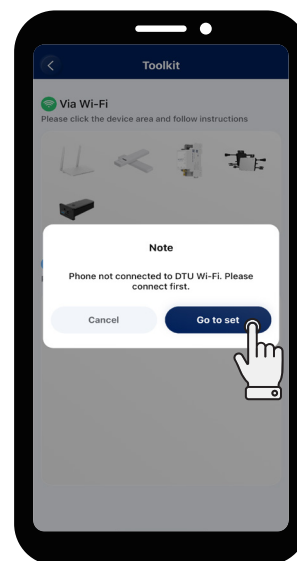 Toolkit
Via Wi-Fi
Please click the device area and follow instructions
Note
Phone not connected to DTU Wi-Fi. Please
connect first.
Cancel
Go to set